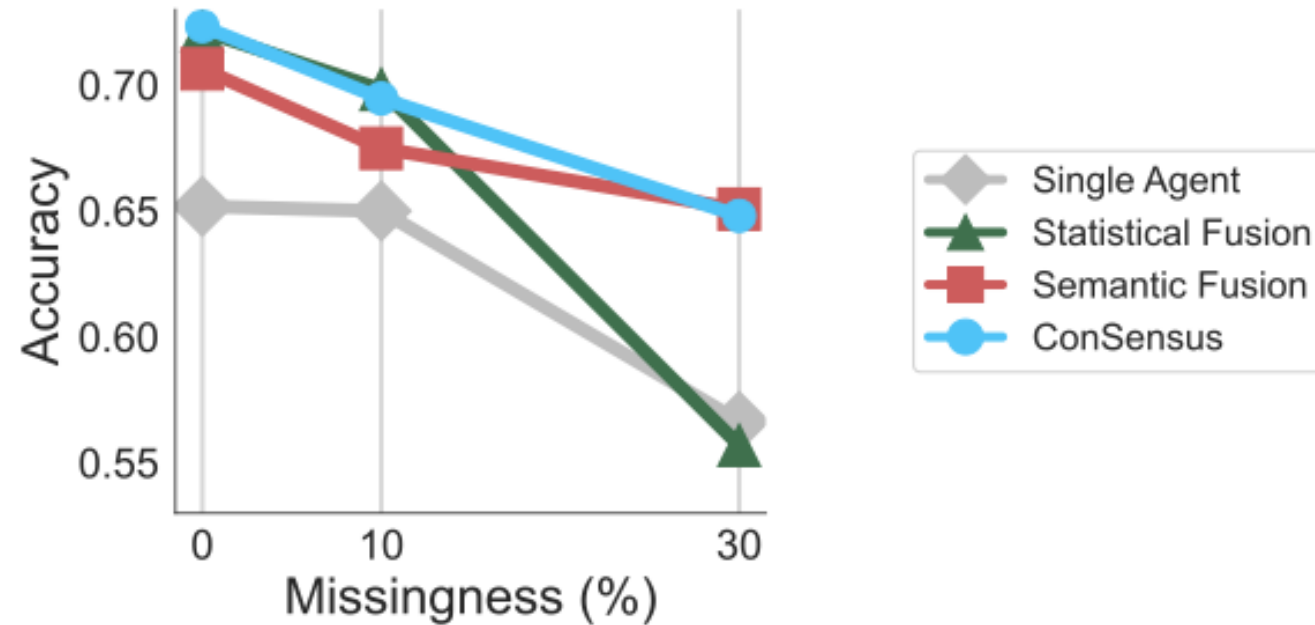 0.70
0.65
0.60
0.55
Accuracy
0 10 30
Missingness (%)
Single Agent
Statistical Fusion
Semantic Fusion
ConSensus